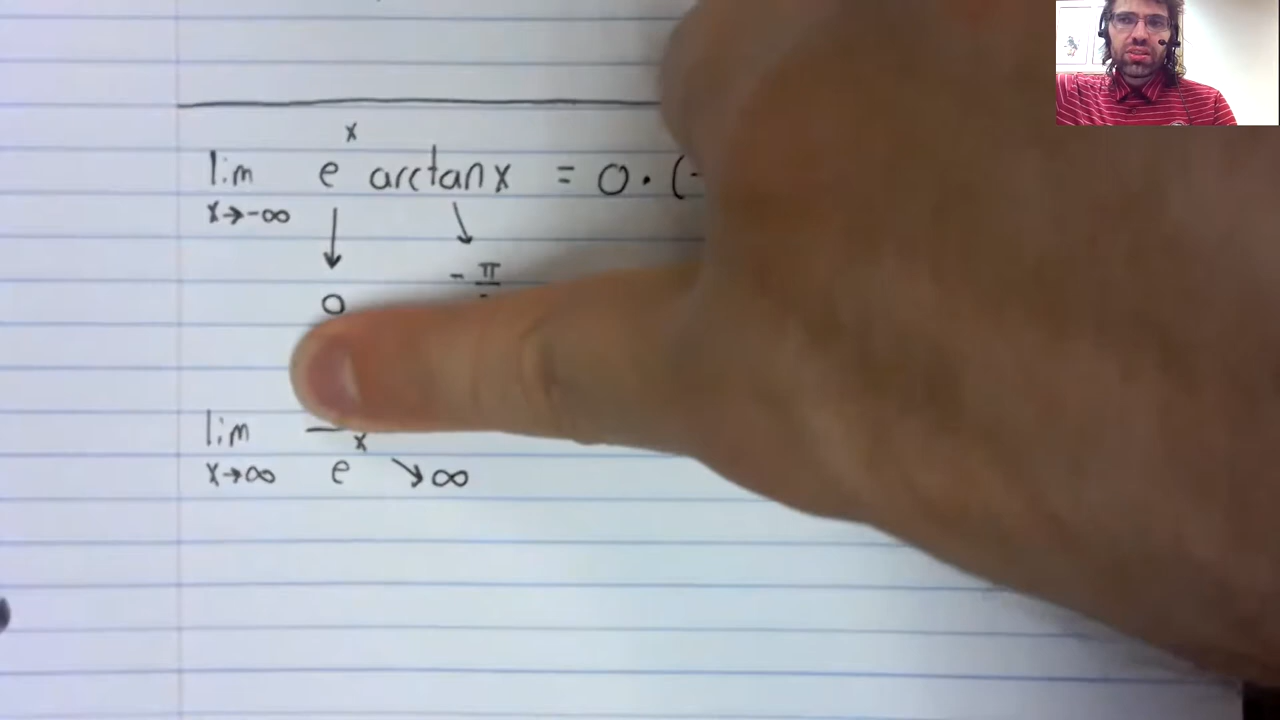 lim e^x arctan x = 0 · (-
x→-∞
0 - π
lim
x→∞ e^x ↘∞